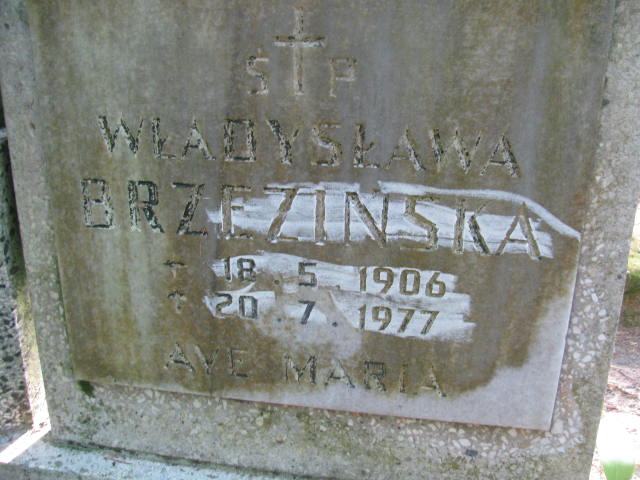 Ś P
WŁADYSŁAWA
BRZEZIŃSKA
18.5.1906
20.7.1977
AVE MARIA